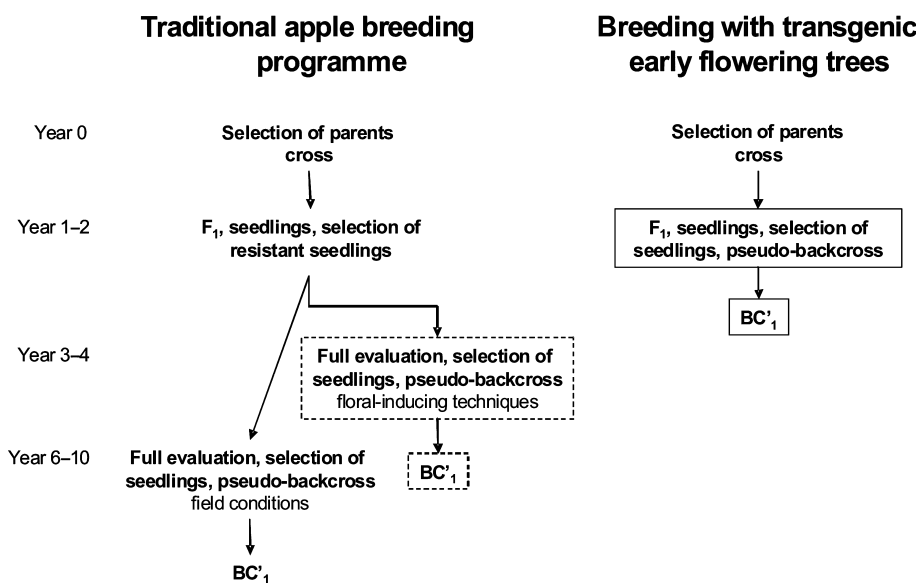 Traditional apple breeding
programme
Breeding with transgenic
early flowering trees
Year 0
Selection of parents
cross
Selection of parents
cross
Year 1–2
F₁, seedlings, selection of
resistant seedlings
F₁, seedlings, selection of
seedlings, pseudo-backcross
BC’₁
Year 3–4
Full evaluation, selection of
seedlings, pseudo-backcross
floral-inducing techniques
Year 6–10
Full evaluation, selection of
seedlings, pseudo-backcross
field conditions
BC’₁
BC’₁